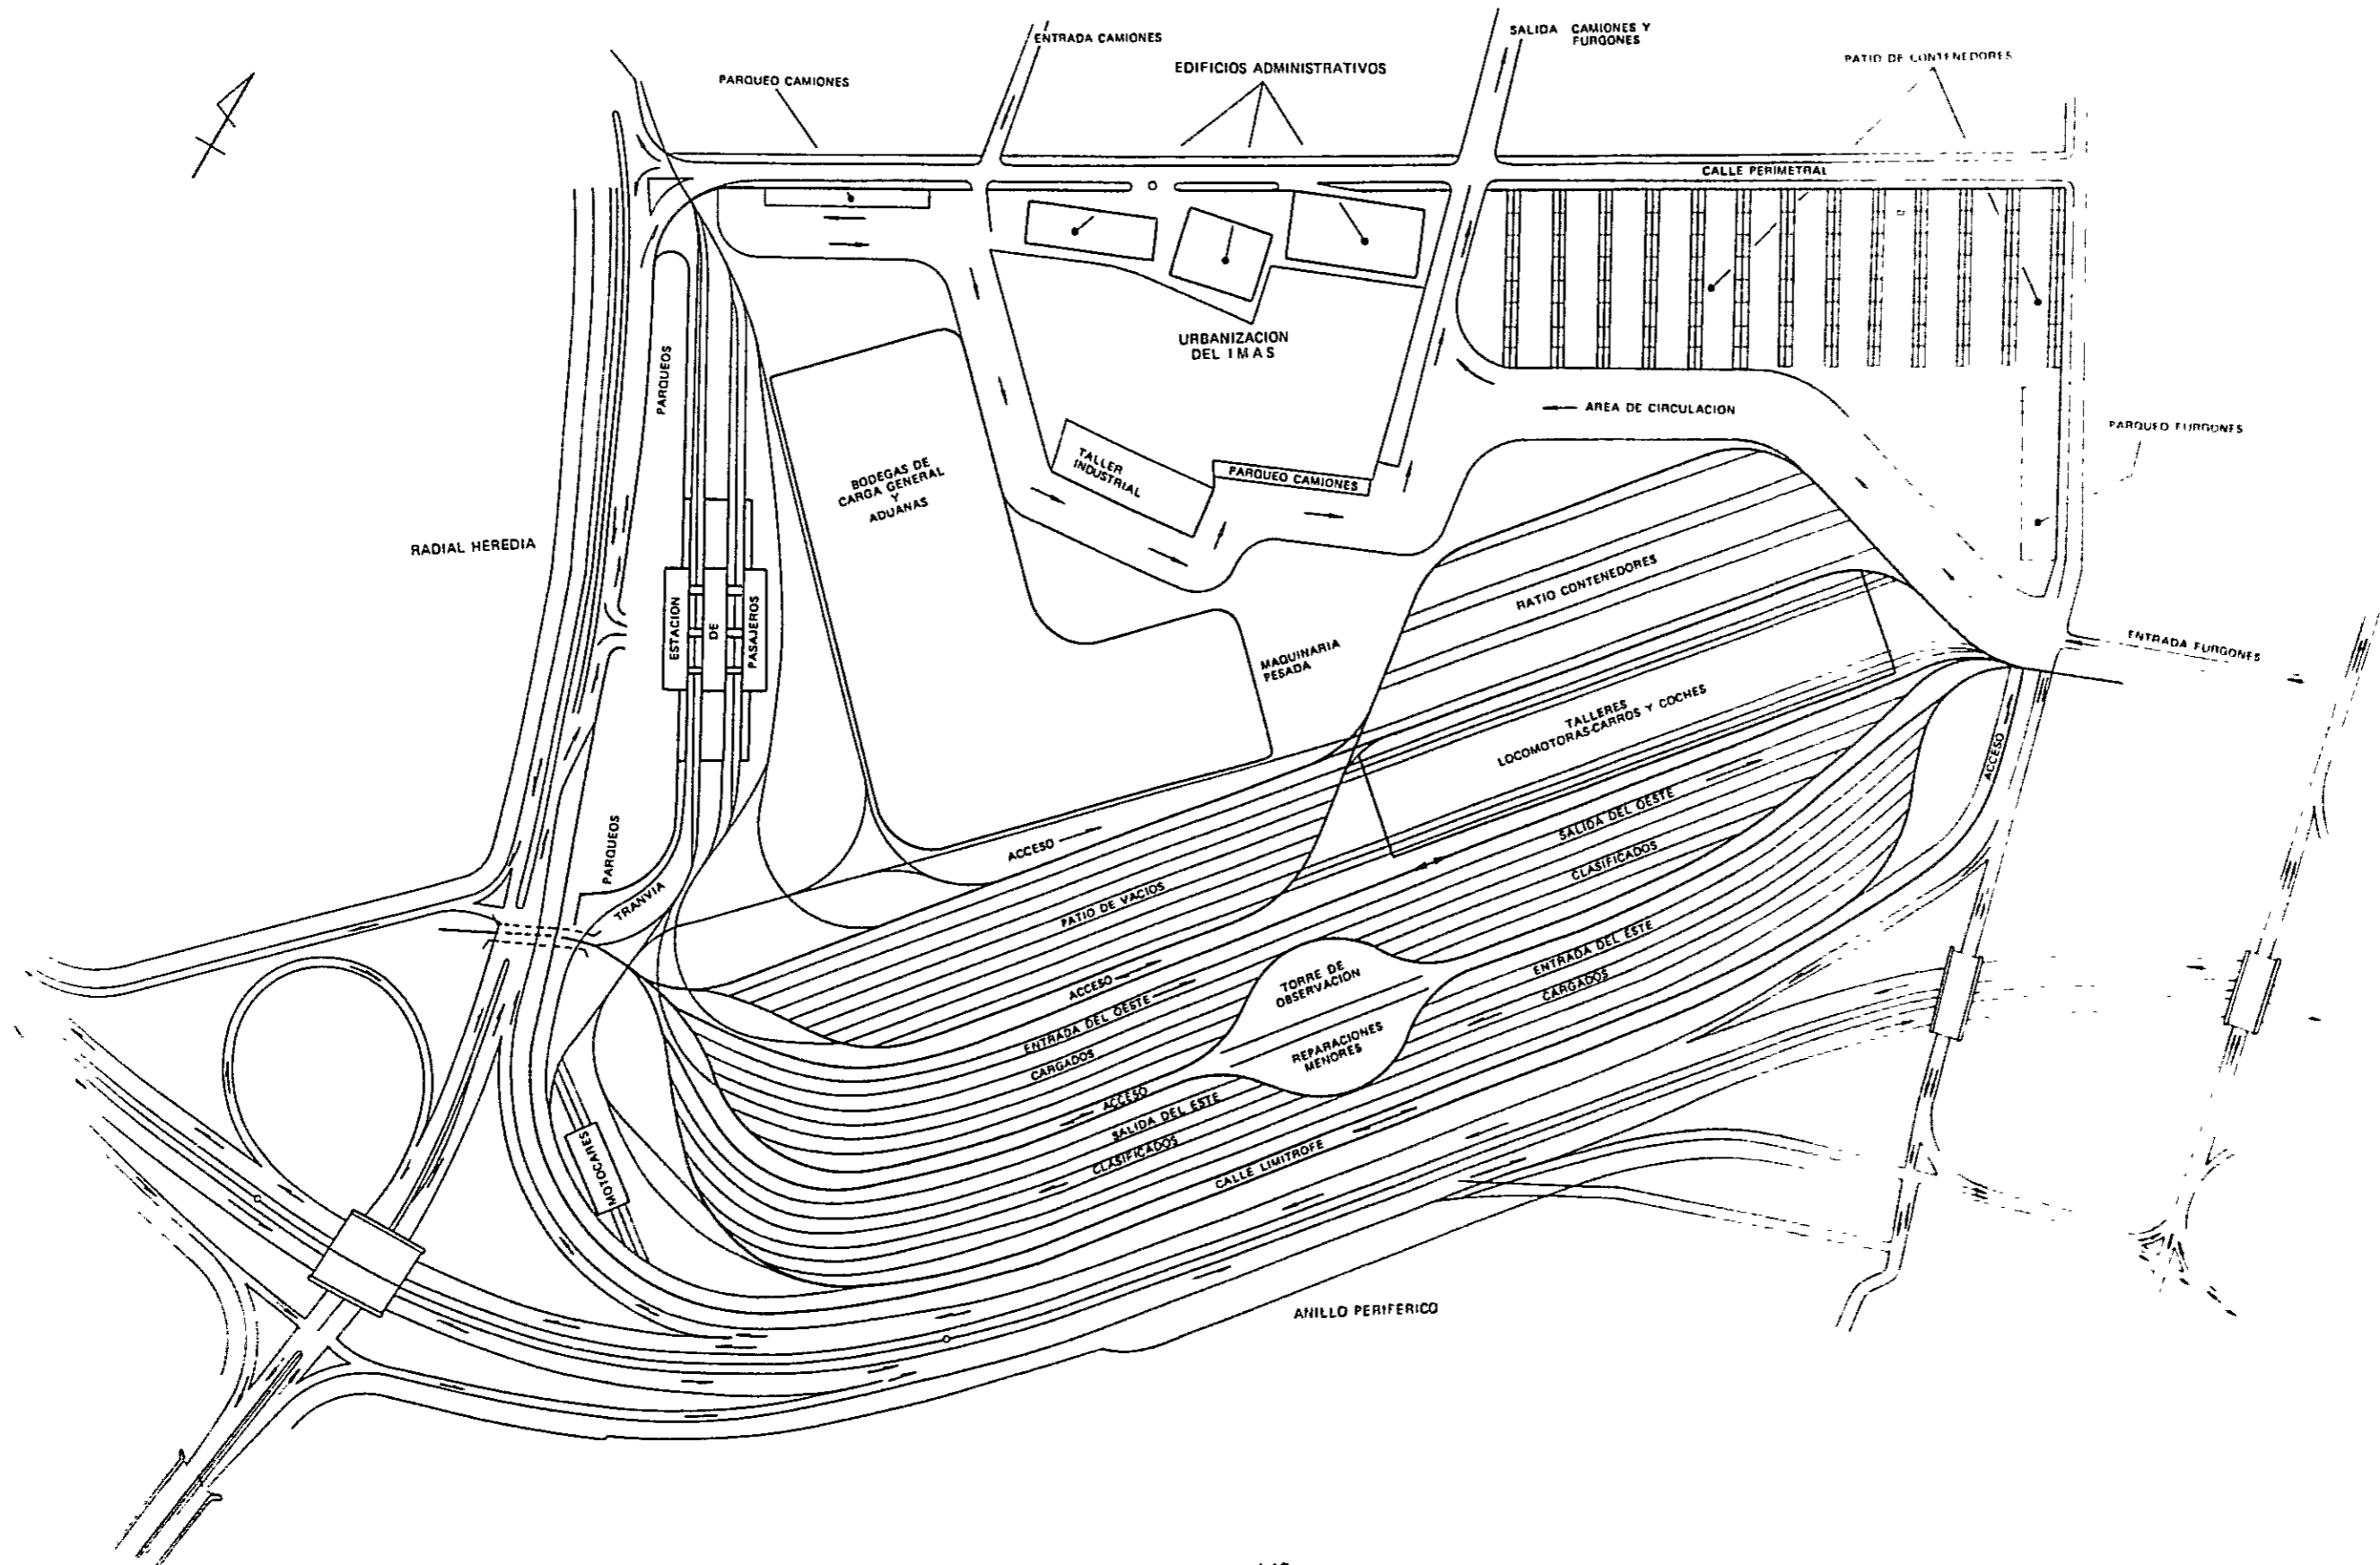 ENTRADA CAMIONES
SALIDA CAMIONES Y
FURGONES
PATIO DE CONTENEDORES
EDIFICIOS ADMINISTRATIVOS
PARQUEO CAMIONES
CALLE PERIMETRAL
URBANIZACION
DEL IMAS
PARQUEOS
AREA DE CIRCULACION
PARQUEO FURGONES
BODEGAS DE
CARGA GENERAL
Y
ADUANAS
TALLER
INDUSTRIAL
PARQUEO CAMIONES
RADIAL HEREDIA
RATIO CONTENEDORES
ESTACION
DE
PASAJEROS
MAQUINARIA
PESADA
ENTRADA FURGONES
TALLERES
LOCOMOTORAS-CARROS Y COCHES
ACCESO
SALIDA DEL OESTE
PARQUEOS
ACCESO
CLASIFICADOS
TRANVIA
PATIO DE VACIOS
ENTRADA DEL ESTE
TORRE DE
OBSERVACION
CARGADOS
ACCESO
ENTRADA DEL OESTE
REPARACIONES
MENORES
CARGADOS
ACCESO
SALIDA DEL ESTE
CLASIFICADOS
MOTOCARES
CALLE LIMITROFE
ANILLO PERIFERICO